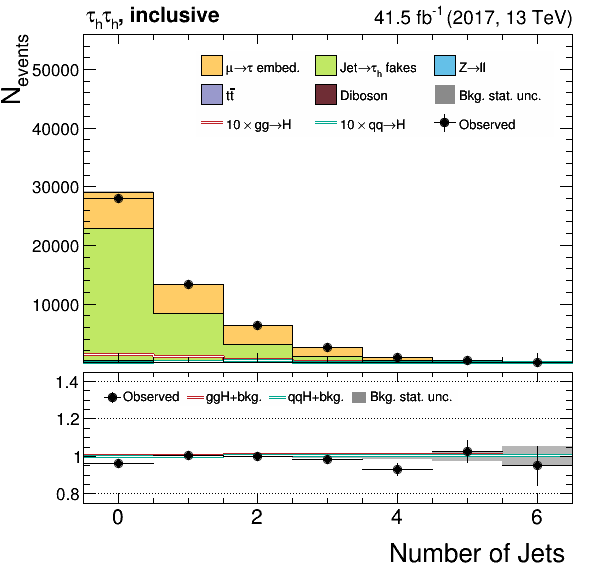 τhτh, inclusive 41.5 fb-1 (2017, 13 TeV)
Nevents
50000
40000
30000
20000
10000
μ→τ embed. Jet→τh fakes Z→ll
tt̄ Diboson Bkg. stat. unc.
10 × gg→H 10 × qq→H Observed
1.4
1.2
1
0.8
Observed ggH+bkg. qqH+bkg. Bkg. stat. unc.
0 2 4 6
Number of Jets